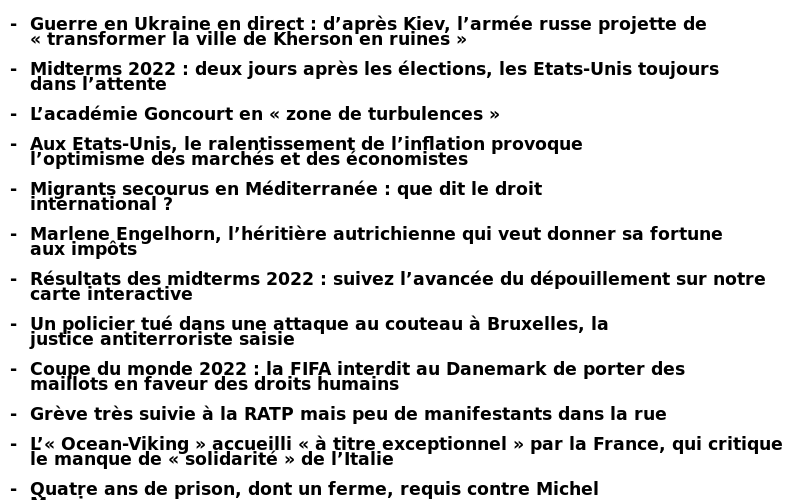 - Guerre en Ukraine en direct : d’après Kiev, l’armée russe projette de
« transformer la ville de Kherson en ruines »
- Midterms 2022 : deux jours après les élections, les Etats-Unis toujours
dans l’attente
- L’académie Goncourt en « zone de turbulences »
- Aux Etats-Unis, le ralentissement de l’inflation provoque
l’optimisme des marchés et des économistes
- Migrants secourus en Méditerranée : que dit le droit
international ?
- Marlene Engelhorn, l’héritière autrichienne qui veut donner sa fortune
aux impôts
- Résultats des midterms 2022 : suivez l’avancée du dépouillement sur notre
carte interactive
- Un policier tué dans une attaque au couteau à Bruxelles, la
justice antiterroriste saisie
- Coupe du monde 2022 : la FIFA interdit au Danemark de porter des
maillots en faveur des droits humains
- Grève très suivie à la RATP mais peu de manifestants dans la rue
- L’« Ocean-Viking » accueilli « à titre exceptionnel » par la France, qui critique
le manque de « solidarité » de l’Italie
- Quatre ans de prison, dont un ferme, requis contre Michel